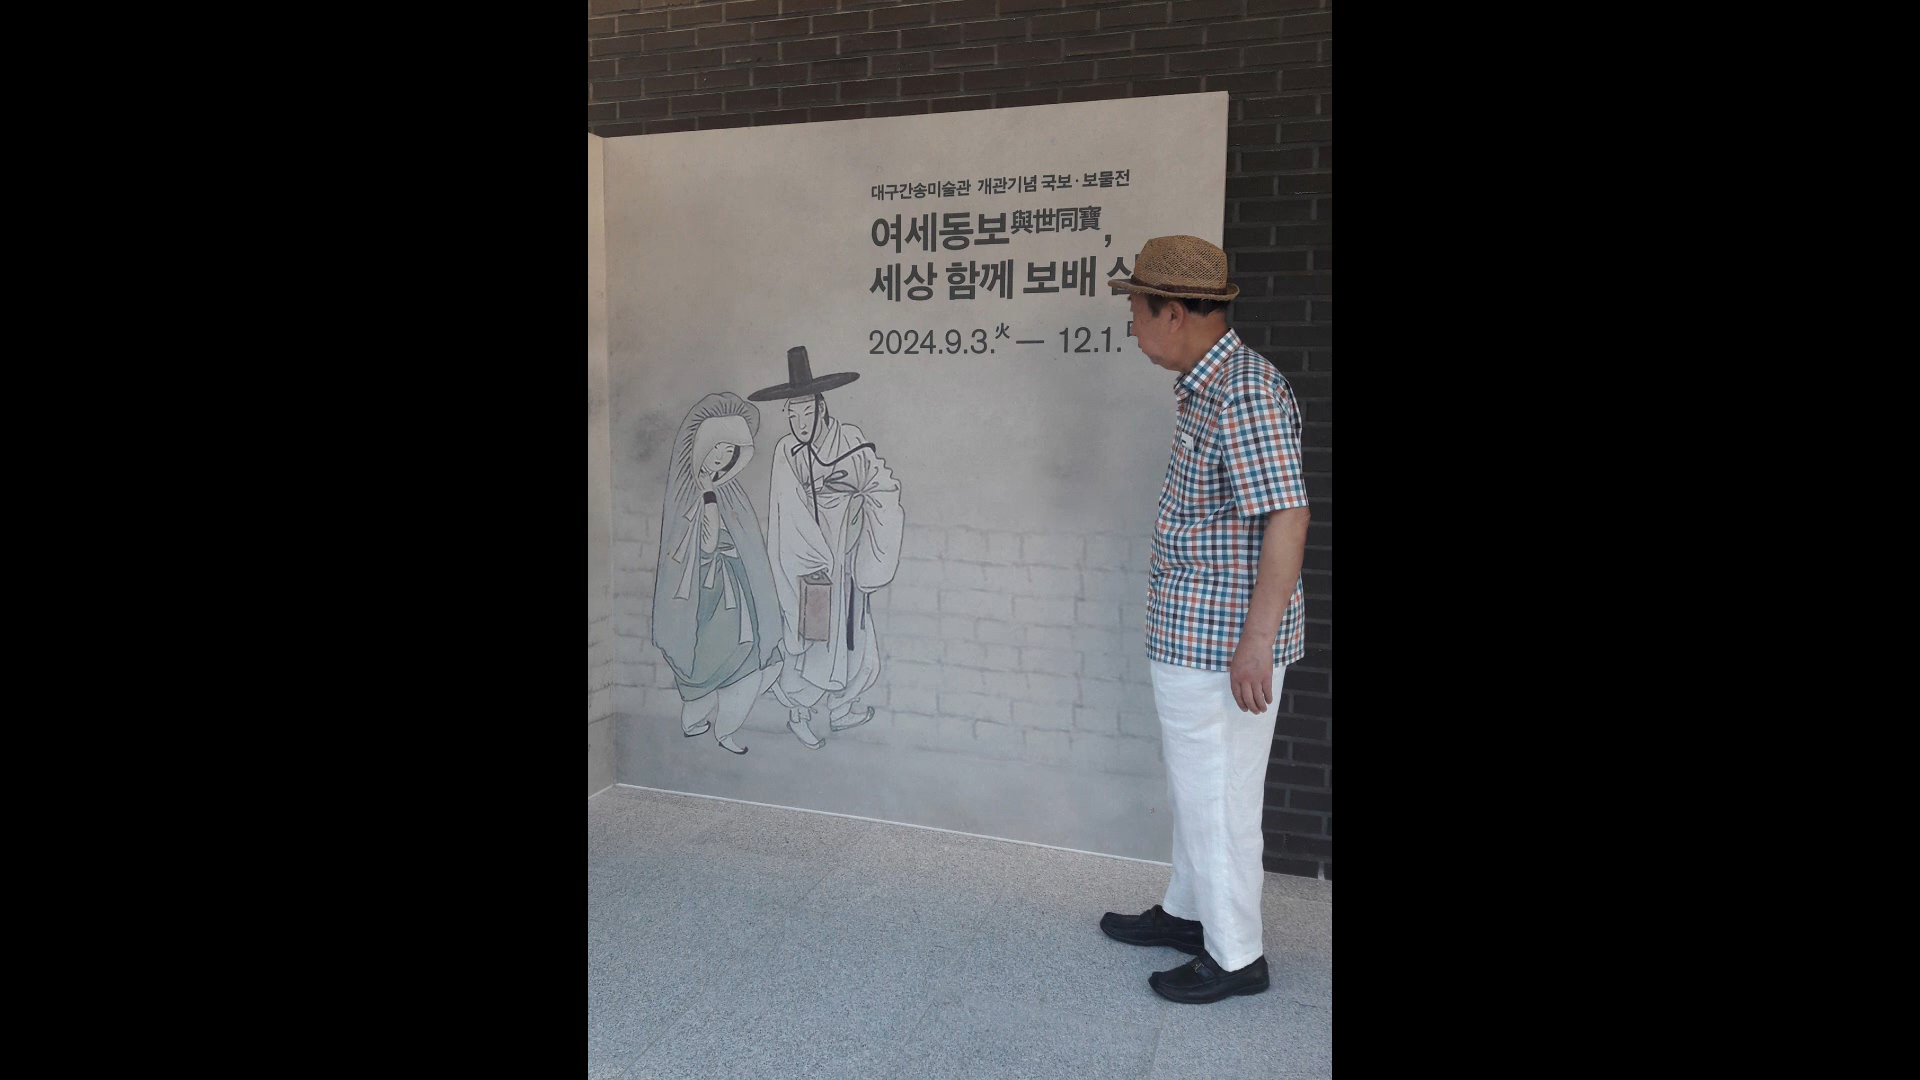 대구간송미술관 개관기념 국보·보물전
여세동보與世同寶,
세상 함께 보배
2024.9.3.火 — 12.1.